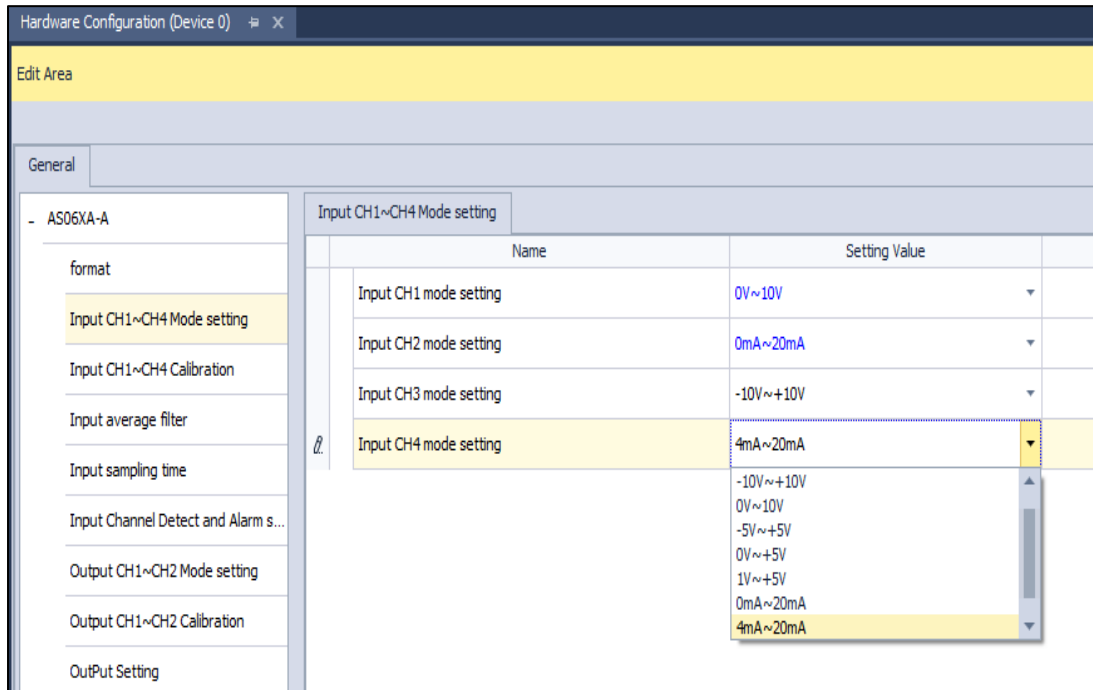 Hardware Configuration (Device 0)
Edit Area
General
- AS06XA-A
format
Input CH1~CH4 Mode setting
Input CH1~CH4 Calibration
Input average filter
Input sampling time
Input Channel Detect and Alarm s...
Output CH1~CH2 Mode setting
Output CH1~CH2 Calibration
OutPut Setting
Input CH1~CH4 Mode setting
Name Setting Value
Input CH1 mode setting 0V~10V
Input CH2 mode setting 0mA~20mA
Input CH3 mode setting -10V~+10V
Input CH4 mode setting 4mA~20mA
-10V~+10V
0V~10V
-5V~+5V
0V~+5V
1V~+5V
0mA~20mA
4mA~20mA